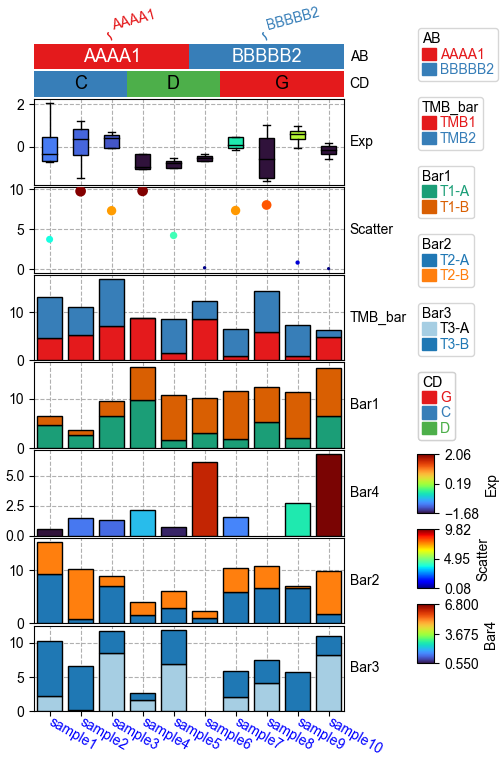 AAAA1
BBBBB2
AAAA1
BBBBB2
AB
C
D
G
CD
2
0
Exp
10
5
0
Scatter
10
0
TMB_bar
10
0
Bar1
5.0
2.5
0.0
Bar4
10
0
Bar2
10
5
0
Bar3
sample1
sample2
sample3
sample4
sample5
sample6
sample7
sample8
sample9
sample10
AB
AAAA1
BBBBB2
TMB_bar
TMB1
TMB2
Bar1
T1-A
T1-B
Bar2
T2-A
T2-B
Bar3
T3-A
T3-B
CD
G
C
D
2.06
0.19
−1.68
Exp
9.82
4.95
0.08
Scatter
6.800
3.675
0.550
Bar4